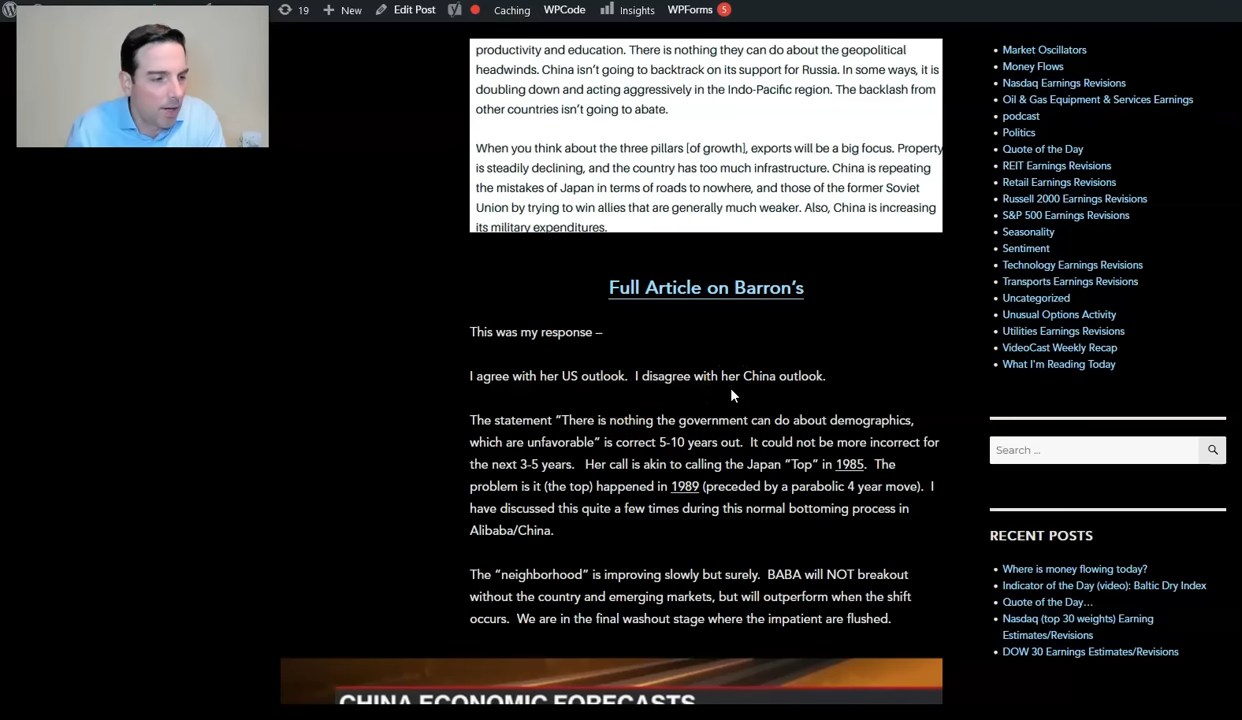 19
New
Edit Post
Caching
WPCode
Insights
WPForms
5
productivity and education. There is nothing they can do about the geopolitical
headwinds. China isn't going to backtrack on its support for Russia. In some ways, it is
doubling down and acting aggressively in the Indo-Pacific region. The backlash from
other countries isn't going to abate.
When you think about the three pillars [of growth], exports will be a big focus. Property
is steadily declining, and the country has too much infrastructure. China is repeating
the mistakes of Japan in terms of roads to nowhere, and those of the former Soviet
Union by trying to win allies that are generally much weaker. Also, China is increasing
its military expenditures.
Full Article on Barron's
This was my response –
I agree with her US outlook. I disagree with her China outlook.
The statement "There is nothing the government can do about demographics,
which are unfavorable" is correct 5-10 years out. It could not be more incorrect for
the next 3-5 years. Her call is akin to calling the Japan "Top" in 1985. The
problem is it (the top) happened in 1989 (preceded by a parabolic 4 year move). I
have discussed this quite a few times during this normal bottoming process in
Alibaba/China.
The "neighborhood" is improving slowly but surely. BABA will NOT breakout
without the country and emerging markets, but will outperform when the shift
occurs. We are in the final washout stage where the impatient are flushed.
CHINA ECONOMIC FORECASTS
Market Oscillators
Money Flows
Nasdaq Earnings Revisions
Oil & Gas Equipment & Services Earnings
podcast
Politics
Quote of the Day
REIT Earnings Revisions
Retail Earnings Revisions
Russell 2000 Earnings Revisions
S&P 500 Earnings Revisions
Seasonality
Sentiment
Technology Earnings Revisions
Transports Earnings Revisions
Uncategorized
Unusual Options Activity
Utilities Earnings Revisions
VideoCast Weekly Recap
What I'm Reading Today
Search …
RECENT POSTS
Where is money flowing today?
Indicator of the Day (video): Baltic Dry Index
Quote of the Day…
Nasdaq (top 30 weights) Earning
Estimates/Revisions
DOW 30 Earnings Estimates/Revisions